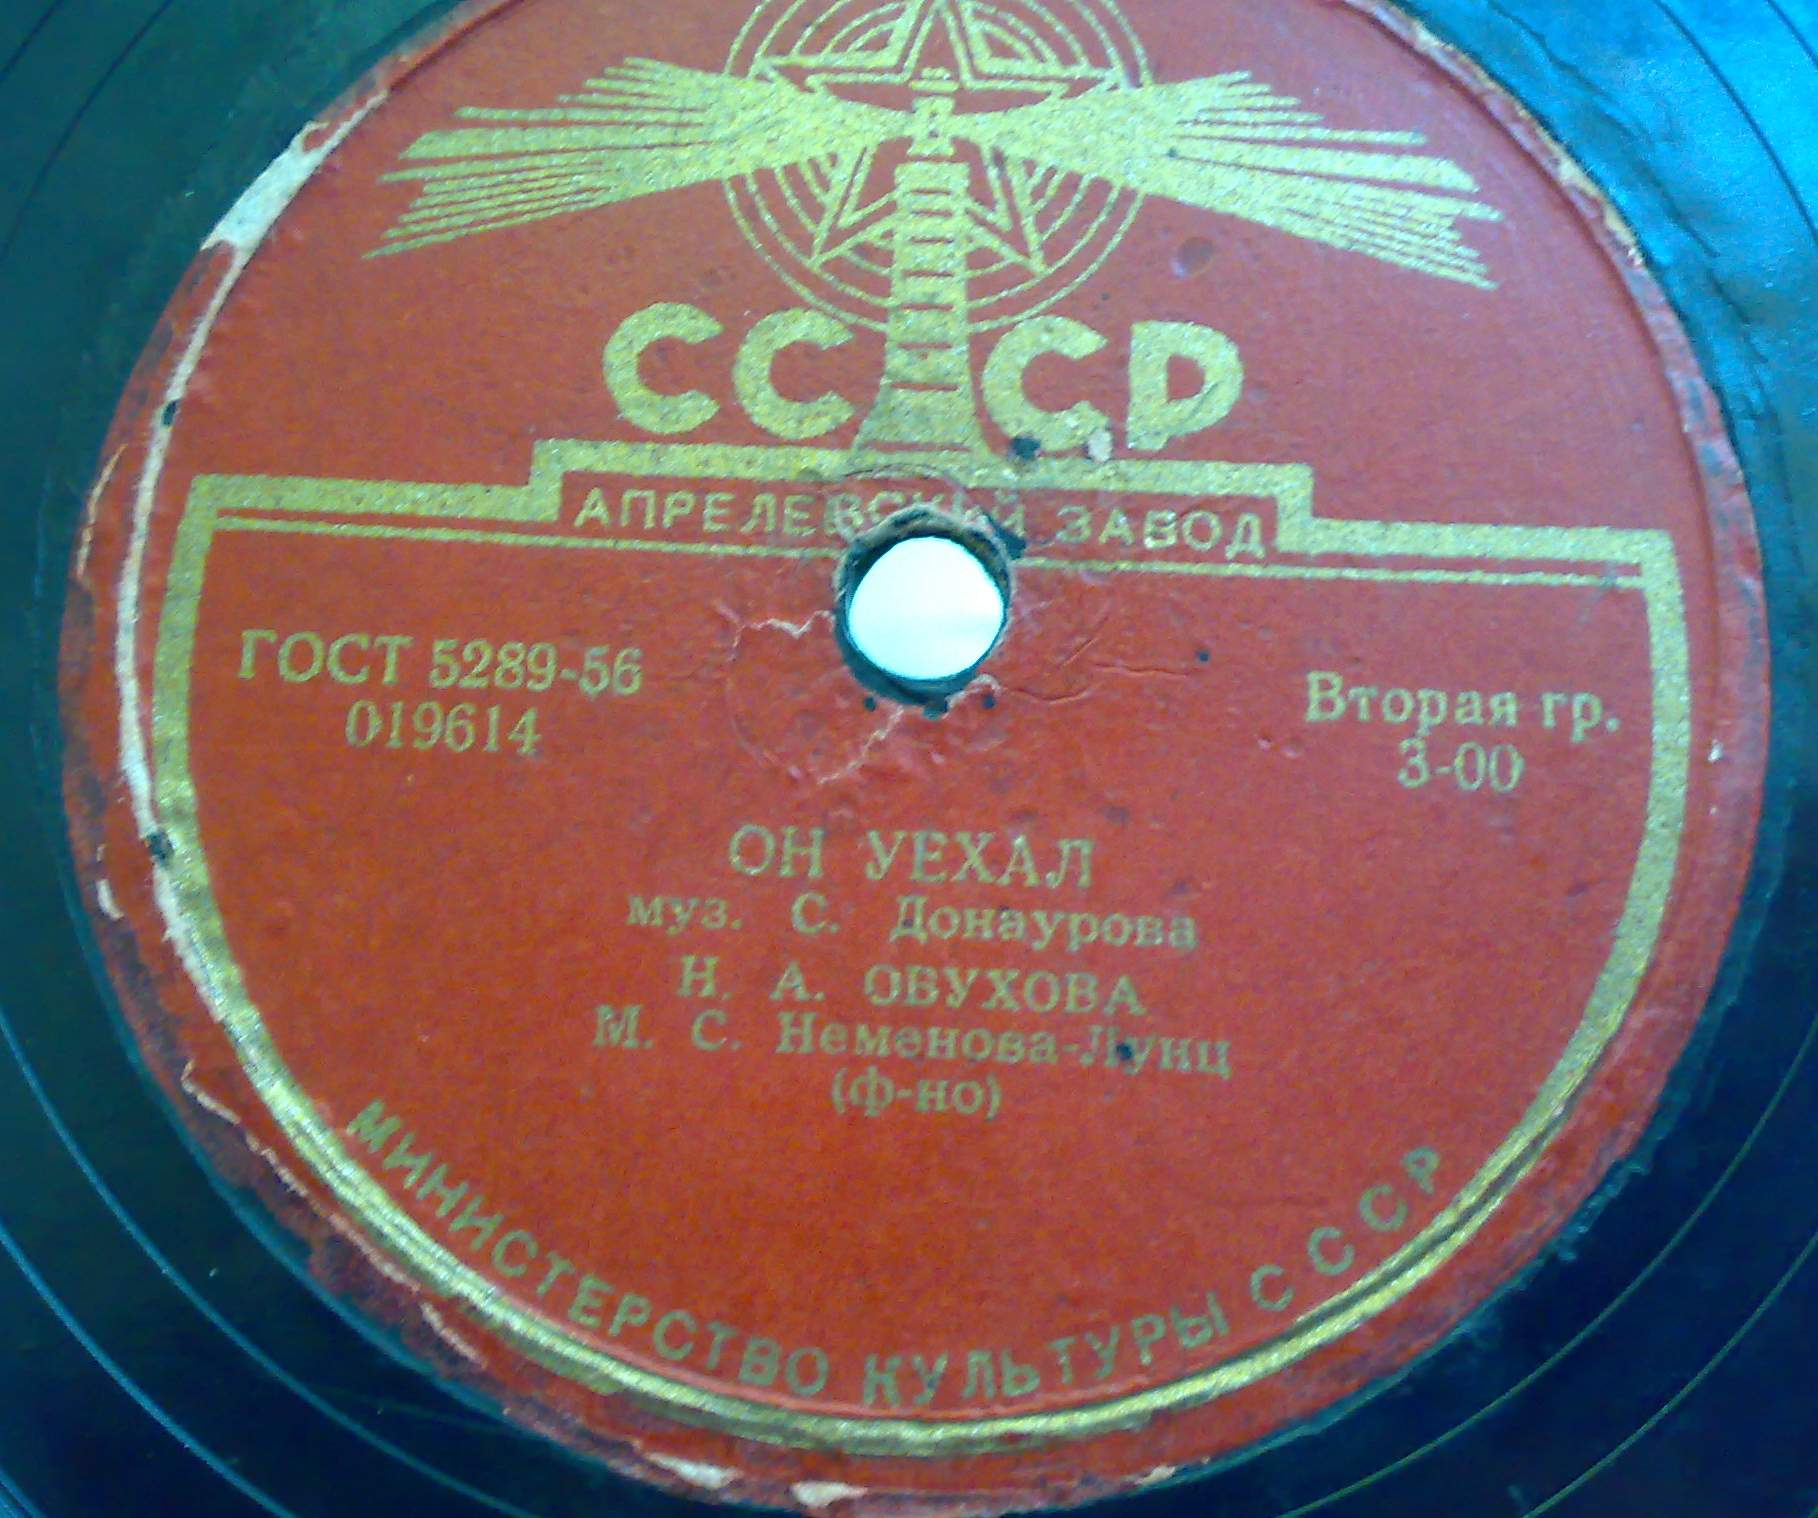 СССР
АПРЕЛЕВСКИЙ ЗАВОД
ГОСТ 5289-56
019614
Вторая гр.
3-00
ОН УЕХАЛ
муз. С. Донаурова
Н. А. ОБУХОВА
М. С. Неменова-Лунц
(ф-но)
МИНИСТЕРСТВО КУЛЬТУРЫ СССР